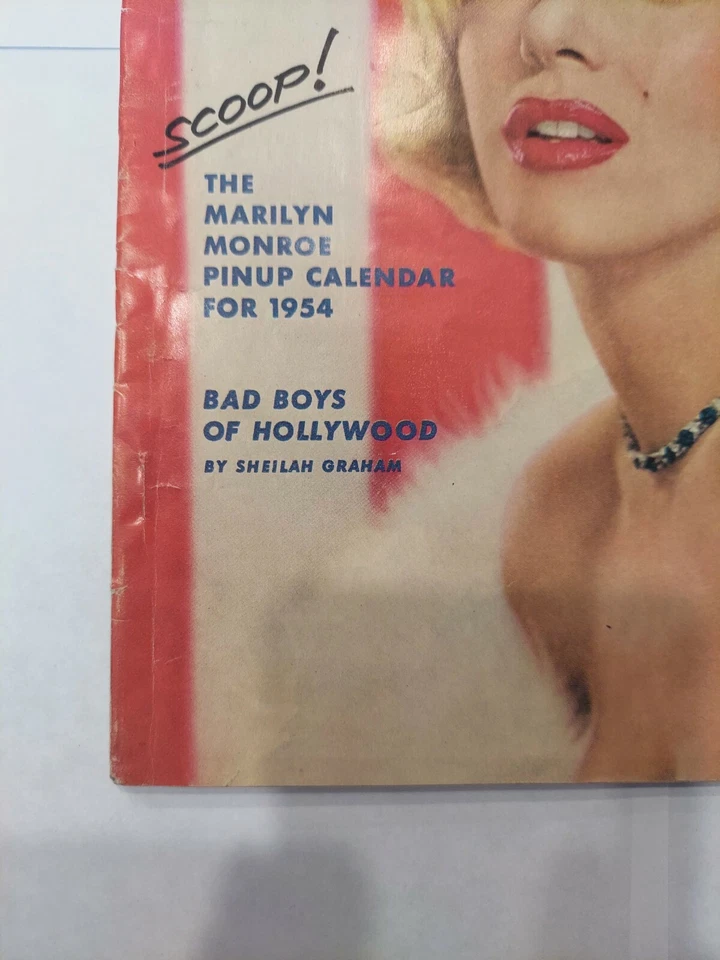 SCOOP!
THE
MARILYN
MONROE
PINUP CALENDAR
FOR 1954
BAD BOYS
OF HOLLYWOOD
BY SHEILAH GRAHAM